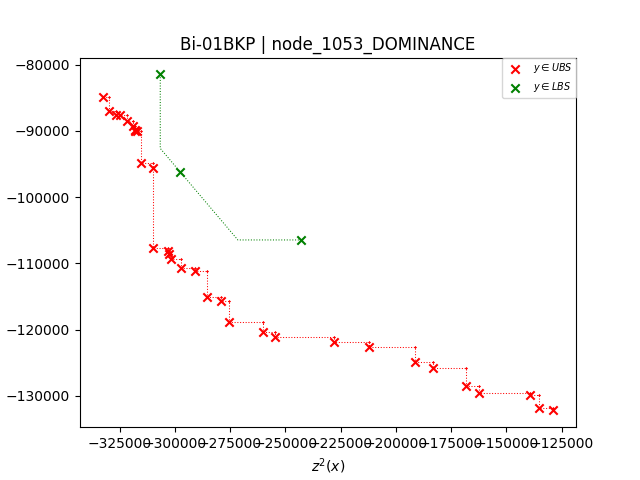 Bi-01BKP | node_1053_DOMINANCE
y ∈ UBS
y ∈ LBS
−80000
−90000
−100000
−110000
−120000
−130000
−325000 −300000 −275000 −250000 −225000 −200000 −175000 −150000 −125000
z²(x)